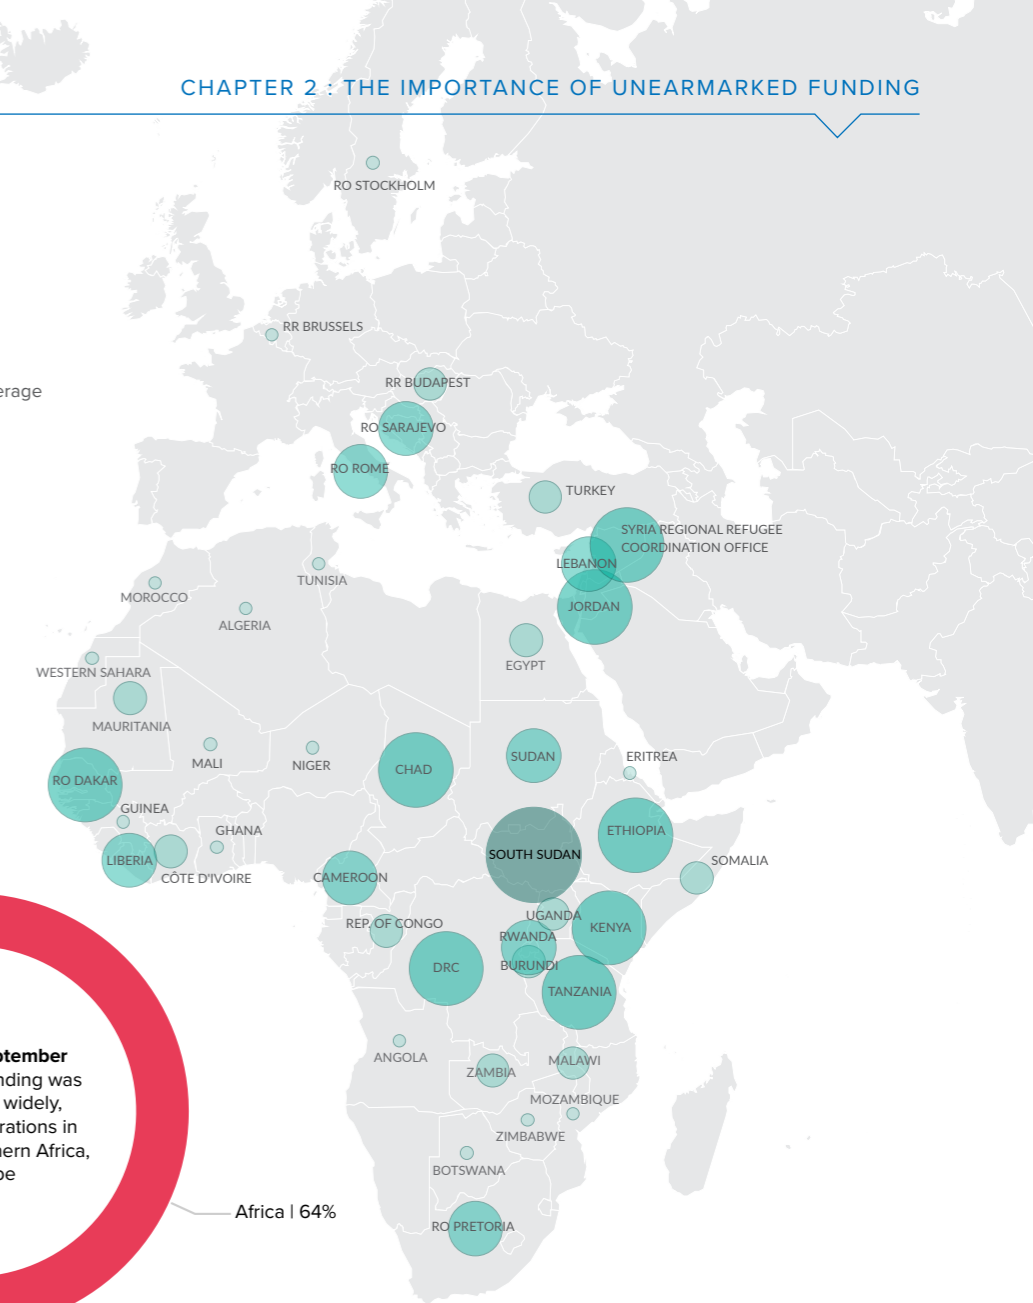 CHAPTER 2 : THE IMPORTANCE OF UNEARMARKED FUNDING
RO STOCKHOLM
RR BRUSSELS
RR BUDAPEST
erage
RO SARAJEVO
RO ROME
TURKEY
SYRIA REGIONAL REFUGEE
COORDINATION OFFICE
LEBANON
TUNISIA
MOROCCO
JORDAN
ALGERIA
EGYPT
WESTERN SAHARA
MAURITANIA
MALI
NIGER
CHAD
SUDAN
ERITREA
RO DAKAR
GUINEA
GHANA
ETHIOPIA
LIBERIA
SOUTH SUDAN
SOMALIA
CÔTE D'IVOIRE
CAMEROON
UGANDA
REP. OF CONGO
KENYA
RWANDA
BURUNDI
DRC
TANZANIA
ANGOLA
MALAWI
ZAMBIA
MOZAMBIQUE
ZIMBABWE
BOTSWANA
RO PRETORIA
ptember
nding was
widely,
rations in
ern Africa,
pe
Africa | 64%